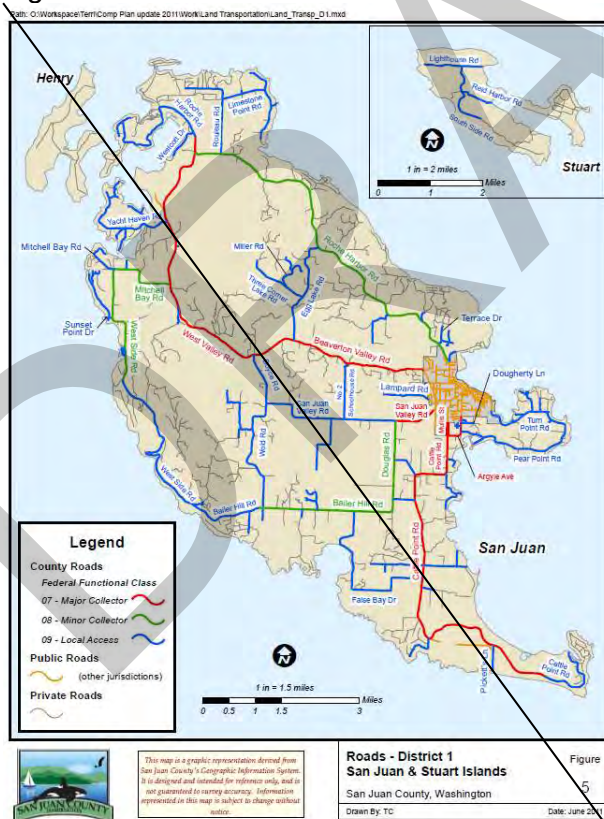 Path: O:\Workspace\Terri\Comp Plan update 2011\Work\Land Transportation\Land_Transp_D1.mxd
Henry
Roche Harbor Rd
Rouleau Rd
Limestone Point Rd
Westcott Dr
Lighthouse Rd
Reid Harbor Rd
South Side Rd
Stuart
1 in = 2 miles
Miles
0 1 2
Yacht Haven
Mitchell Bay Rd
Mitchell Bay Rd
Miller Rd
Three Corner Lake Rd
Egg Lake Rd
Roche Harbor Rd
Sunset Point Dr
West Side Rd
West Valley Rd
Beaverton Valley Rd
Terrace Dr
Dougherty Ln
No. 2 Schoolhouse Rd
Lampard Rd
San Juan Valley Rd
San Juan Valley Rd
Mullis St
Turn Point Rd
Pear Point Rd
Argyle Ave
Wold Rd
Douglas Rd
Cattle Point Rd
West Side Rd
Bailer Hill Rd
Bailer Hill Rd
San Juan
Cattle Point Rd
False Bay Dr
Pickett's Ln
Cattle Point Rd
Legend
County Roads
Federal Functional Class
07 - Major Collector
08 - Minor Collector
09 - Local Access
Public Roads
(other jurisdictions)
Private Roads
N
1 in = 1.5 miles
Miles
0 0.5 1 1.5 3
SAN JUAN COUNTY
This map is a graphic representation derived from
San Juan County's Geographic Information System.
It is designed and intended for reference only, and is
not guaranteed to survey accuracy. Information
represented in this map is subject to change without
notice.
Roads - District 1
San Juan & Stuart Islands
San Juan County, Washington
Drawn By: TC
Date: June 2011
Figure
5